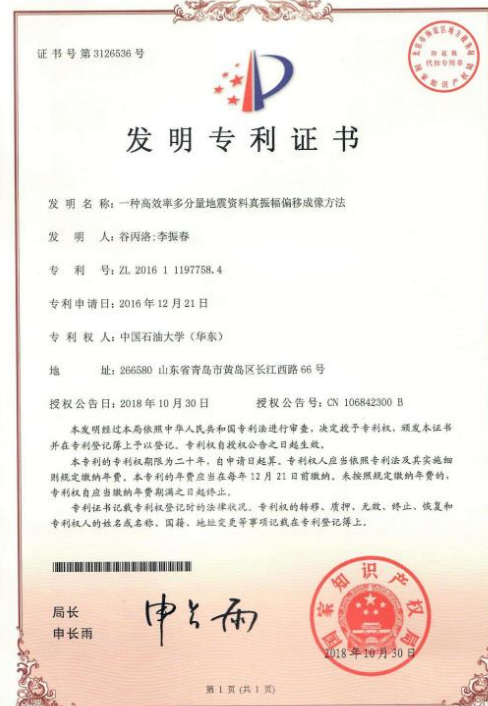 证书号第3126536号
发明专利证书
发 明 名 称：一种高效率多分量地震资料真振幅偏移成像方法
发 明 人：谷丙洛;李振春
专 利 号：ZL 2016 1 1197758.4
专利申请日：2016年12月21日
专 利 权 人：中国石油大学（华东）
地 址：266580 山东省青岛市黄岛区长江西路66号
授权公告日：2018年10月30日 授权公告号：CN 106842300 B
本发明经过本局依照中华人民共和国专利法进行审查，决定授予专利权，颁发本证书
并在专利登记簿上予以登记。专利权自授权公告之日起生效。
本专利的专利权期限为二十年，自申请日起算。专利权人应当依照专利法及其实施细
则规定缴纳年费。本专利的年费应当在每年12月21日前缴纳。未按照规定缴纳年费的，
专利权自应当缴纳年费期满之日起终止。
专利证书记载专利权登记时的法律状况。专利权的转移、质押、无效、终止、恢复和
专利权人的姓名或名称、国籍、地址变更等事项记载在专利登记簿上。
局长
申长雨
申长雨
国家知识产权局
2018年10月30日
第1页（共1页）